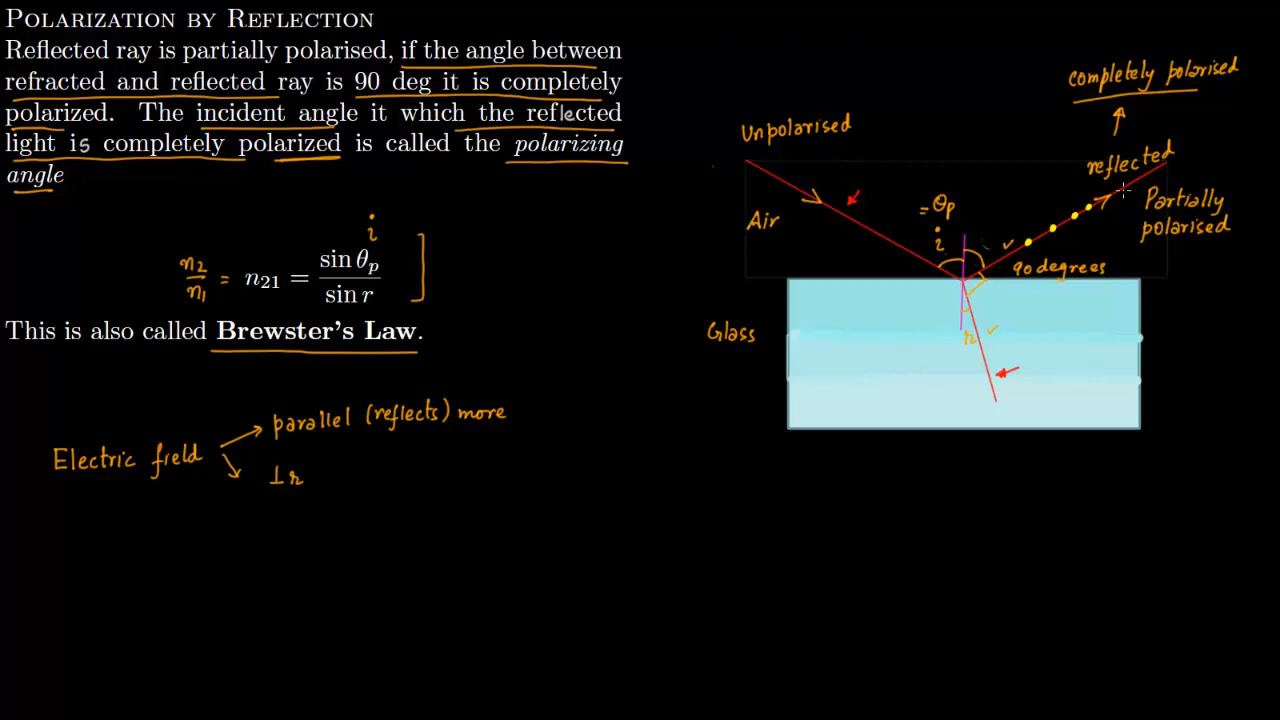 POLARIZATION BY REFLECTION
Reflected ray is partially polarised, if the angle between
refracted and reflected ray is 90 deg it is completely
polarized. The incident angle it which the reflected
light is completely polarized is called the polarizing
angle
i
n2/n1 = n21 = sin θp / sin r
This is also called Brewster's Law.
Electric field
parallel (reflects) more
⊥r
completely polarised
Unpolarised
reflected
Partially
polarised
Air
= θp
i
90 degrees
Glass
r